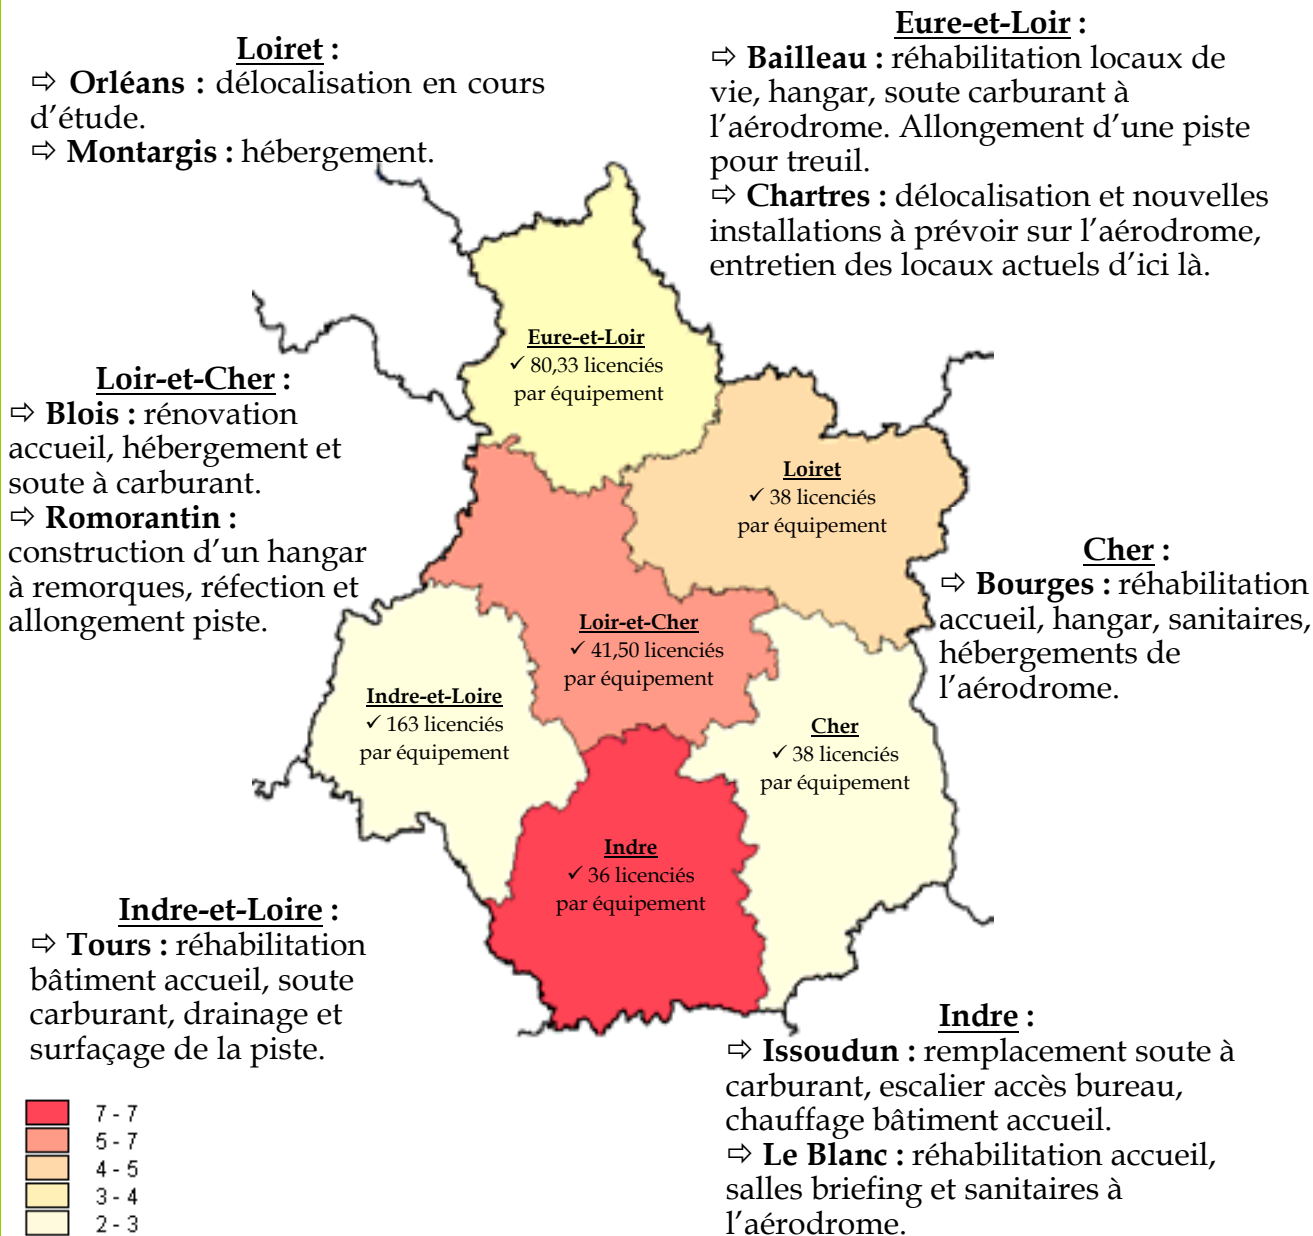 Loiret :
⇨ Orléans : délocalisation en cours
d’étude.
⇨ Montargis : hébergement.
Eure-et-Loir :
⇨ Bailleau : réhabilitation locaux de
vie, hangar, soute carburant à
l’aérodrome. Allongement d’une piste
pour treuil.
⇨ Chartres : délocalisation et nouvelles
installations à prévoir sur l’aérodrome,
entretien des locaux actuels d’ici là.
Eure-et-Loir
✓ 80,33 licenciés
par équipement
Loir-et-Cher :
⇨ Blois : rénovation
accueil, hébergement et
soute à carburant.
⇨ Romorantin :
construction d’un hangar
à remorques, réfection et
allongement piste.
Loiret
✓ 38 licenciés
par équipement
Cher :
⇨ Bourges : réhabilitation
accueil, hangar, sanitaires,
hébergements de
l’aérodrome.
Loir-et-Cher
✓ 41,50 licenciés
par équipement
Indre-et-Loire
✓ 163 licenciés
par équipement
Cher
✓ 38 licenciés
par équipement
Indre
✓ 36 licenciés
par équipement
Indre-et-Loire :
⇨ Tours : réhabilitation
bâtiment accueil, soute
carburant, drainage et
surfaçage de la piste.
Indre :
⇨ Issoudun : remplacement soute à
carburant, escalier accès bureau,
chauffage bâtiment accueil.
⇨ Le Blanc : réhabilitation accueil,
salles briefing et sanitaires à
l’aérodrome.
7 - 7
5 - 7
4 - 5
3 - 4
2 - 3